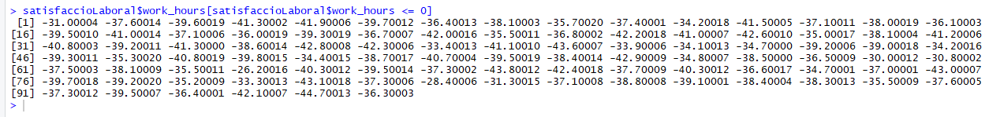 > satisfaccioLaboral$work_hours[satisfaccioLaboral$work_hours <= 0]
[1] -31.00004 -37.60014 -39.60019 -41.30002 -41.90006 -39.70012 -36.40013 -38.10003 -35.70020 -37.40001 -34.20018 -41.50005 -37.10011 -38.00019 -36.10003
[16] -39.50010 -41.00014 -37.10006 -36.00019 -39.30019 -36.70007 -42.00016 -35.50011 -36.80002 -42.20018 -41.00007 -42.60010 -35.00017 -38.10004 -41.20006
[31] -40.80003 -39.20011 -41.30000 -38.60014 -42.80008 -42.30006 -33.40013 -41.10010 -43.60007 -33.90006 -34.10013 -34.70000 -39.20006 -39.00018 -34.20016
[46] -39.30011 -35.30020 -40.80019 -39.80015 -34.40015 -38.70017 -40.70004 -39.50019 -38.40014 -42.90009 -34.80007 -38.50000 -36.50009 -30.00012 -30.80002
[61] -37.50003 -38.10009 -35.50011 -26.20016 -40.30012 -39.50014 -37.30002 -43.80012 -42.40018 -37.70009 -40.30012 -36.60017 -34.70001 -37.00001 -43.00007
[76] -39.70018 -39.20020 -35.20009 -33.30013 -43.10018 -37.30006 -28.40006 -31.30015 -37.10008 -38.80008 -39.10001 -38.40004 -38.30013 -35.50009 -37.60005
[91] -37.30012 -39.50007 -36.40001 -42.10007 -44.70013 -36.30003
>